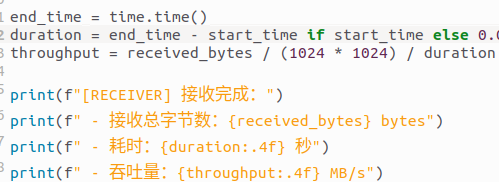 end_time = time.time()
duration = end_time - start_time if start_time else 0.0
throughput = received_bytes / (1024 * 1024) / duration

print(f"[RECEIVER] 接收完成：")
print(f" - 接收总字节数：{received_bytes} bytes")
print(f" - 耗时：{duration:.4f} 秒")
print(f" - 吞吐量：{throughput:.4f} MB/s")